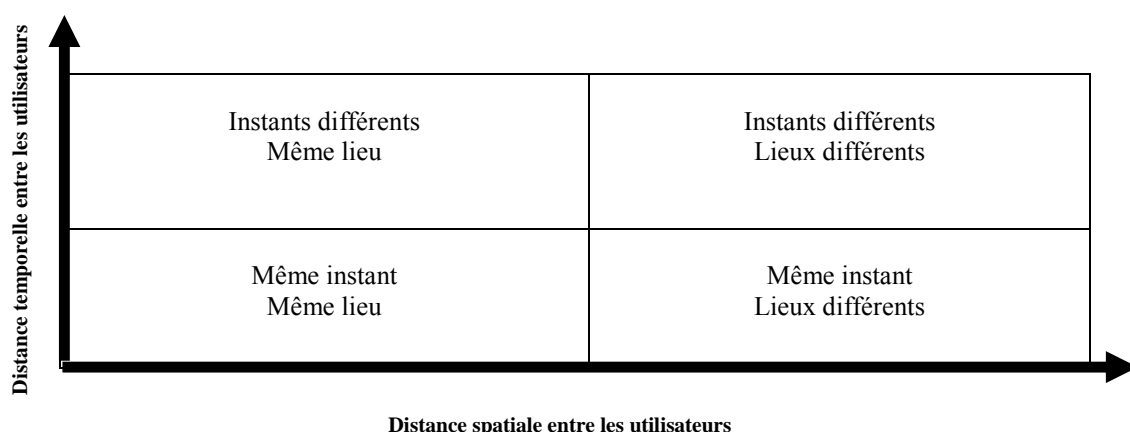 Distance temporelle entre les utilisateurs
Instants différents
Même lieu
Instants différents
Lieux différents
Même instant
Même lieu
Même instant
Lieux différents
Distance spatiale entre les utilisateurs